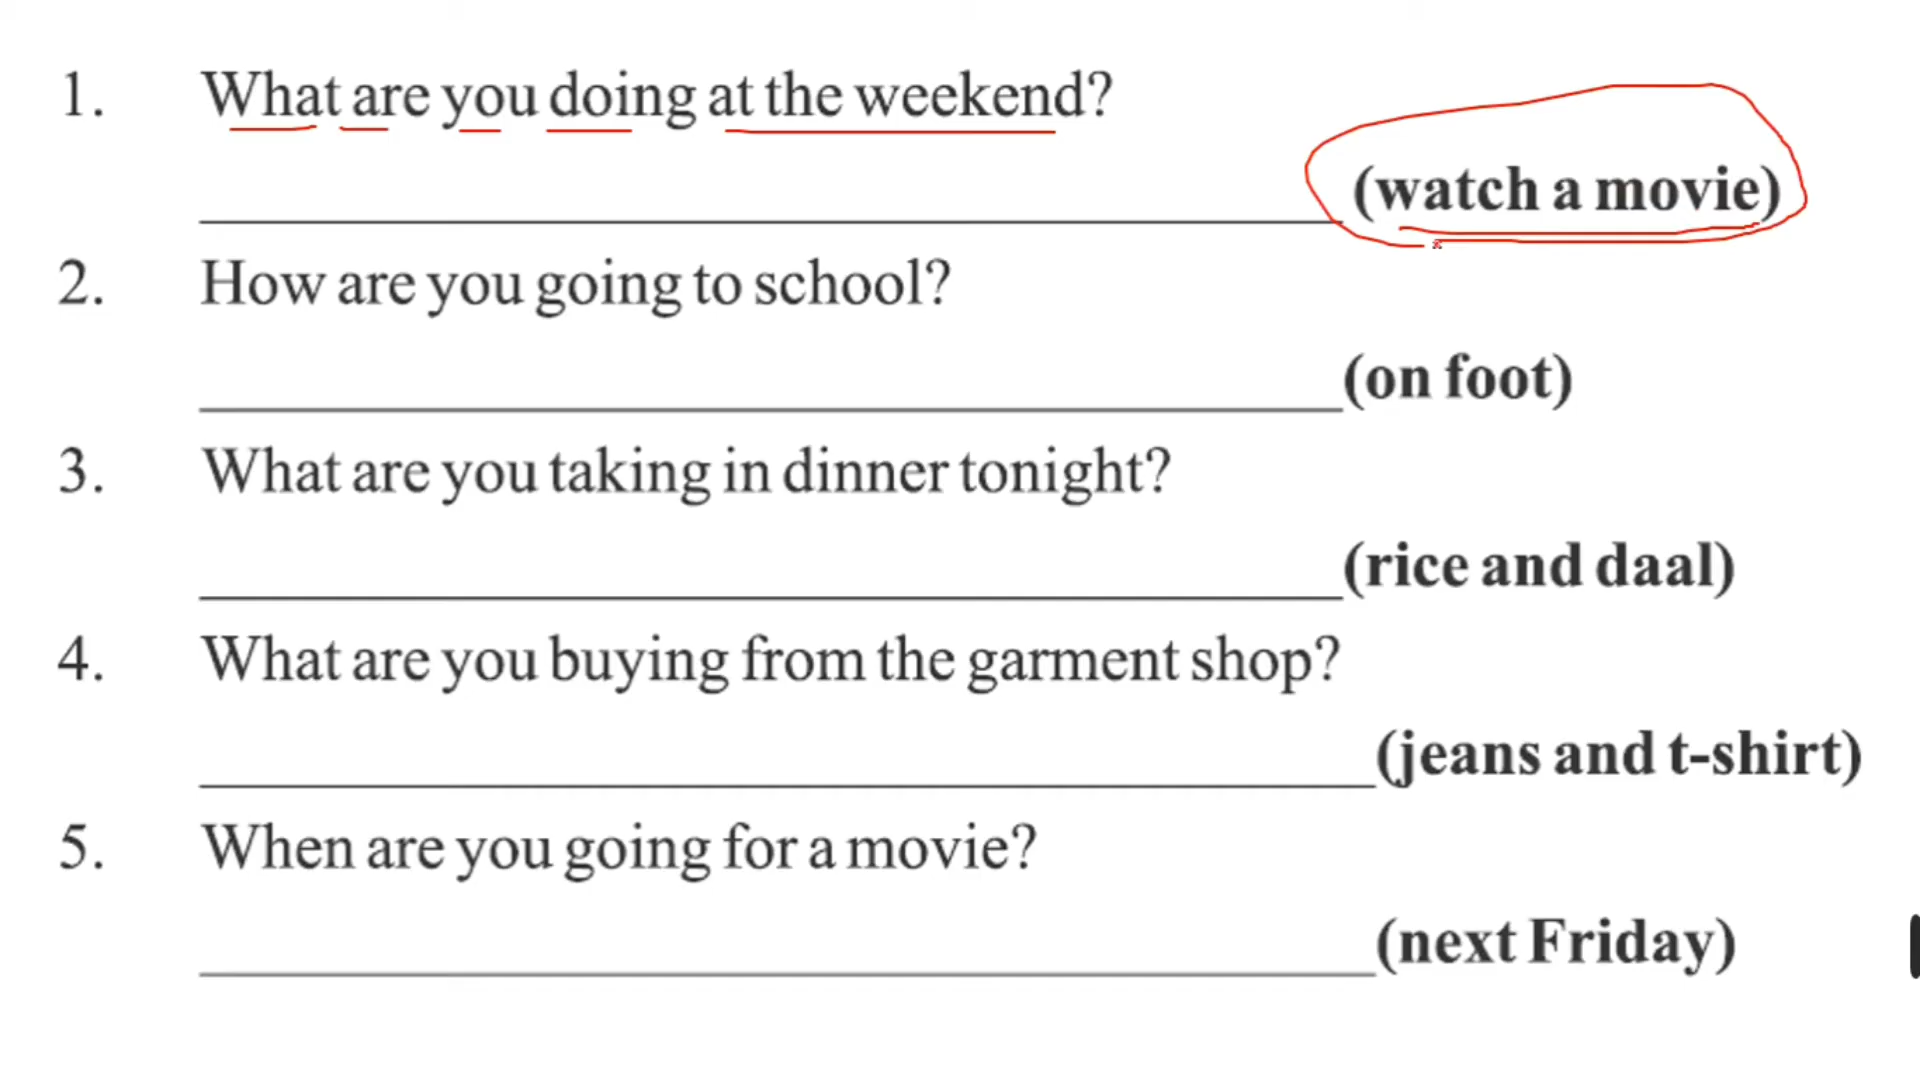 1. What are you doing at the weekend?
(watch a movie)
2. How are you going to school?
(on foot)
3. What are you taking in dinner tonight?
(rice and daal)
4. What are you buying from the garment shop?
(jeans and t-shirt)
5. When are you going for a movie?
(next Friday)